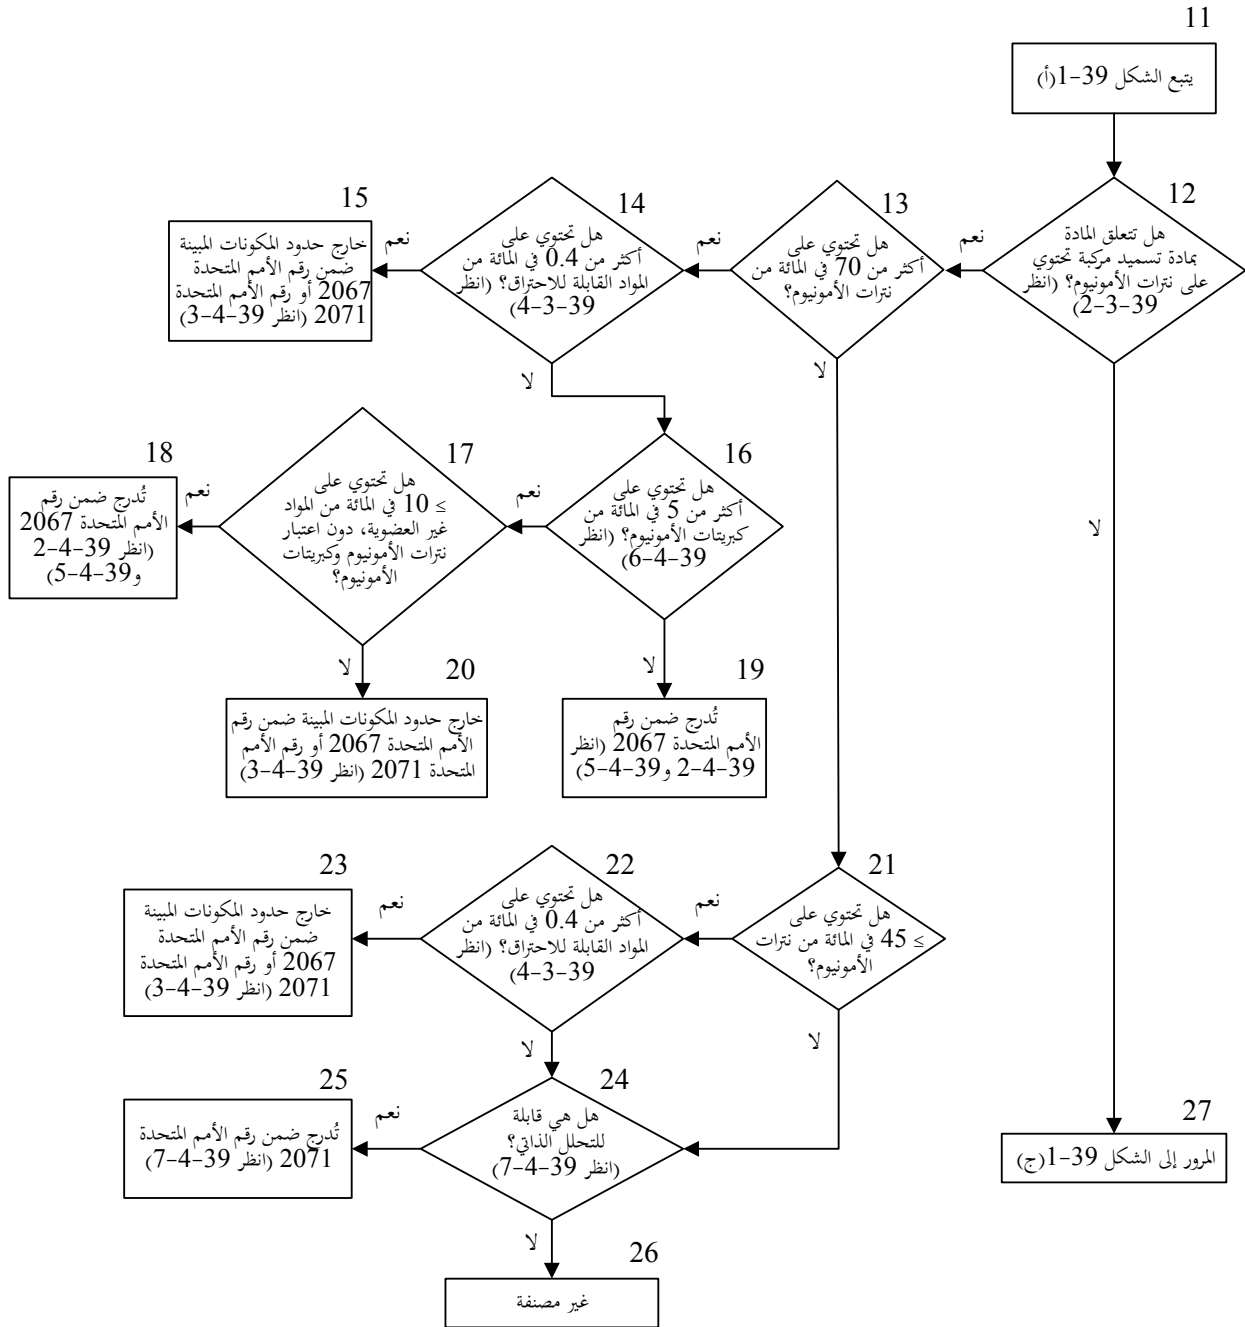 11
يتبع الشكل 39-1(أ)
12
هل تتعلق المادة
بمادة تسميد مركبة تحتوي
على نترات الأمونيوم؟ (انظر
39-3-2)
نعم
لا
13
هل تحتوي على
أكثر من 70 في المائة من
نترات الأمونيوم؟
نعم
لا
14
هل تحتوي على
أكثر من 0.4 في المائة من
المواد القابلة للاحتراق؟ (انظر
39-3-4)
نعم
لا
15
خارج حدود المكونات المبينة
ضمن رقم الأمم المتحدة
2067 أو رقم الأمم المتحدة
2071 (انظر 39-4-3)
16
هل تحتوي على
أكثر من 5 في المائة من
كبريتات الأمونيوم؟ (انظر
39-4-6)
نعم
لا
17
هل تحتوي على
≥ 10 في المائة من المواد
غير العضوية، دون اعتبار
نترات الأمونيوم وكبريتات
الأمونيوم؟
نعم
لا
18
تُدرج ضمن رقم
الأمم المتحدة 2067
(انظر 39-4-2
و39-4-5)
19
تُدرج ضمن رقم
الأمم المتحدة 2067 (انظر
39-4-2 و39-4-5)
20
خارج حدود المكونات المبينة ضمن رقم
الأمم المتحدة 2067 أو رقم الأمم
المتحدة 2071 (انظر 39-4-3)
21
هل تحتوي على
≥ 45 في المائة من نترات
الأمونيوم؟
نعم
لا
22
هل تحتوي على
أكثر من 0.4 في المائة من
المواد القابلة للاحتراق؟ (انظر
39-3-4)
نعم
لا
23
خارج حدود المكونات المبينة
ضمن رقم الأمم المتحدة
2067 أو رقم الأمم المتحدة
2071 (انظر 39-4-3)
24
هل هي قابلة
للتحلل الذاتي؟
(انظر 39-4-7)
نعم
لا
25
تُدرج ضمن رقم الأمم المتحدة
2071 (انظر 39-4-7)
26
غير مصنفة
27
المرور إلى الشكل 39-1(ج)